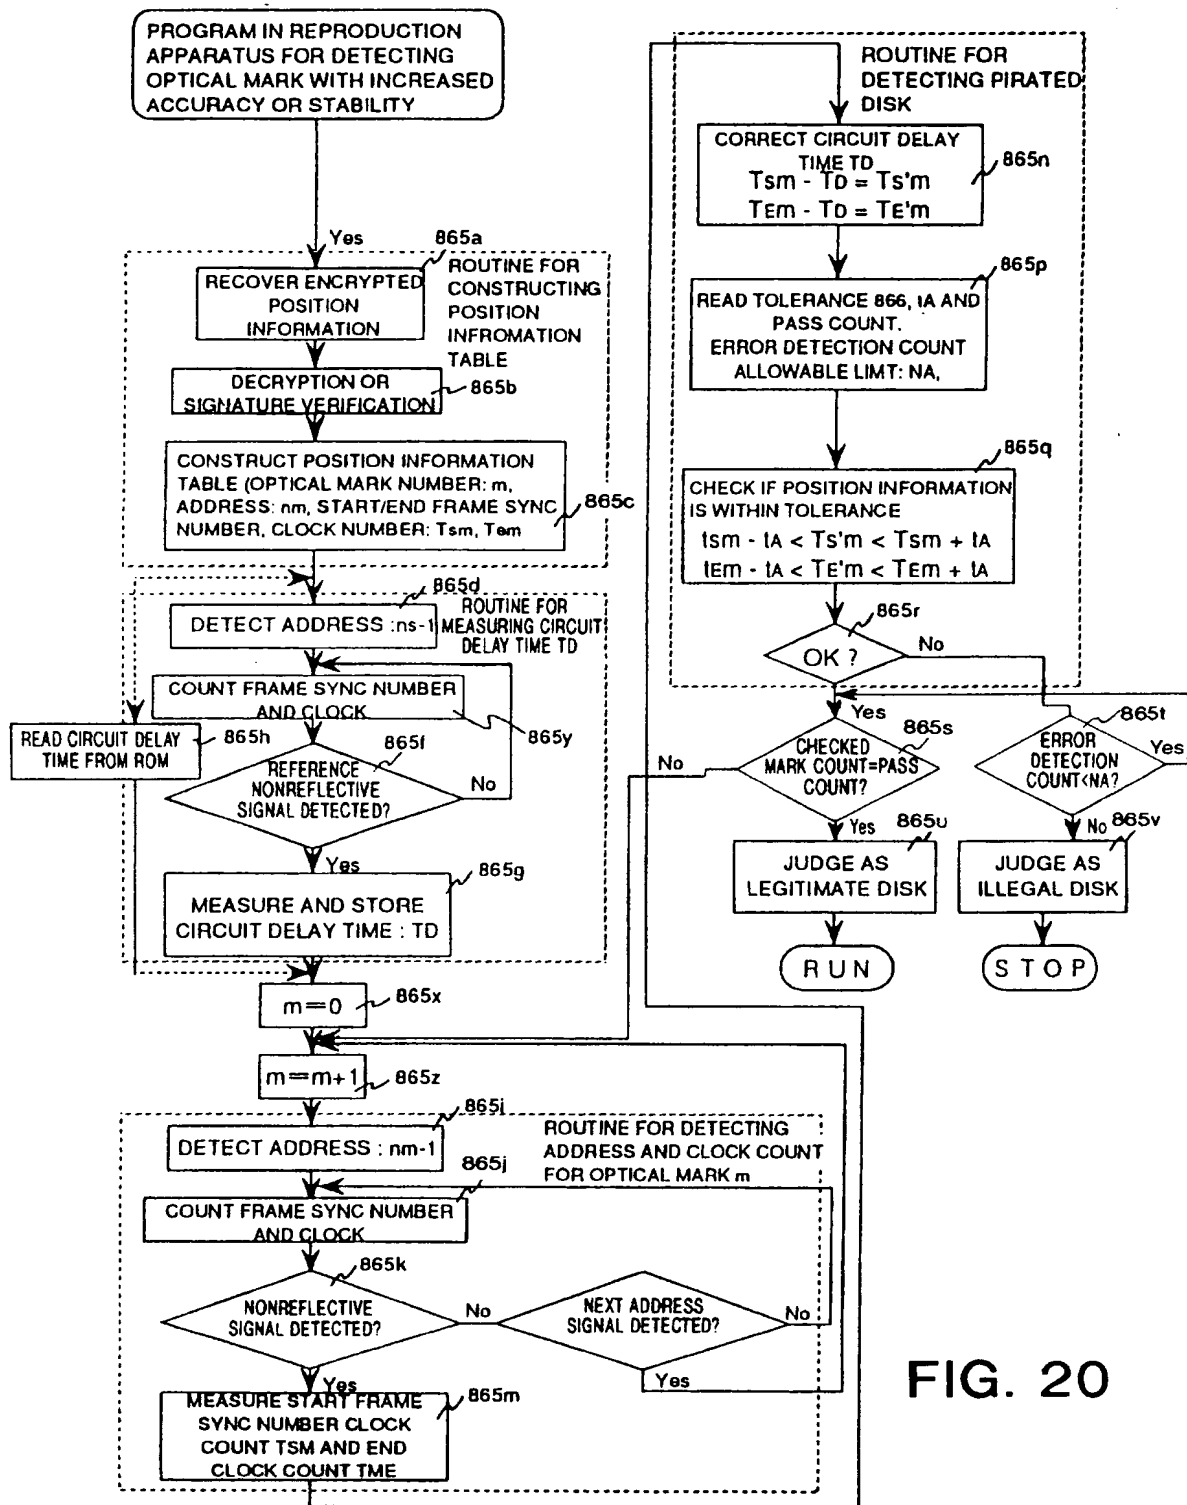 PROGRAM IN REPRODUCTION
APPARATUS FOR DETECTING
OPTICAL MARK WITH INCREASED
ACCURACY OR STABILITY
Yes
865a
RECOVER ENCRYPTED
POSITION
INFORMATION
ROUTINE FOR
CONSTRUCTING
POSITION
INFROMATION
TABLE
DECRYPTION OR
SIGNATURE VERIFICATION
865b
CONSTRUCT POSITION INFORMATION
TABLE (OPTICAL MARK NUMBER: m,
ADDRESS: nm, START/END FRAME SYNC
NUMBER, CLOCK NUMBER: Tsm, Tem
865c
865d
DETECT ADDRESS :ns-1
ROUTINE FOR
MEASURING CIRCUIT
DELAY TIME TD
COUNT FRAME SYNC NUMBER
AND CLOCK
865y
READ CIRCUIT DELAY
TIME FROM ROM
865h
865f
REFERENCE
NONREFLECTIVE
SIGNAL DETECTED?
No
Yes
865g
MEASURE AND STORE
CIRCUIT DELAY TIME : TD
m=0
865x
m=m+1
865z
865i
DETECT ADDRESS : nm-1
ROUTINE FOR DETECTING
ADDRESS AND CLOCK COUNT
FOR OPTICAL MARK m
865j
COUNT FRAME SYNC NUMBER
AND CLOCK
865k
NONREFLECTIVE
SIGNAL DETECTED?
No
NEXT ADDRESS
SIGNAL DETECTED?
No
Yes
Yes
MEASURE START FRAME
SYNC NUMBER CLOCK
COUNT TSM AND END
CLOCK COUNT TME
865m
ROUTINE FOR
DETECTING PIRATED
DISK
CORRECT CIRCUIT DELAY
TIME TD
Tsm - TD = Ts'm
TEm - TD = TE'm
865n
865p
READ TOLERANCE 866, tA AND
PASS COUNT.
ERROR DETECTION COUNT
ALLOWABLE LIMT: NA,
865q
CHECK IF POSITION INFORMATION
IS WITHIN TOLERANCE
tsm - tA < Ts'm < Tsm + tA
tEm - tA < TE'm < TEm + tA
865r
OK ?
No
Yes
865s
CHECKED
MARK COUNT=PASS
COUNT?
No
Yes
865t
ERROR
DETECTION
COUNT<NA?
Yes
No
865u
JUDGE AS
LEGITIMATE DISK
865v
JUDGE AS
ILLEGAL DISK
RUN
STOP
FIG. 20